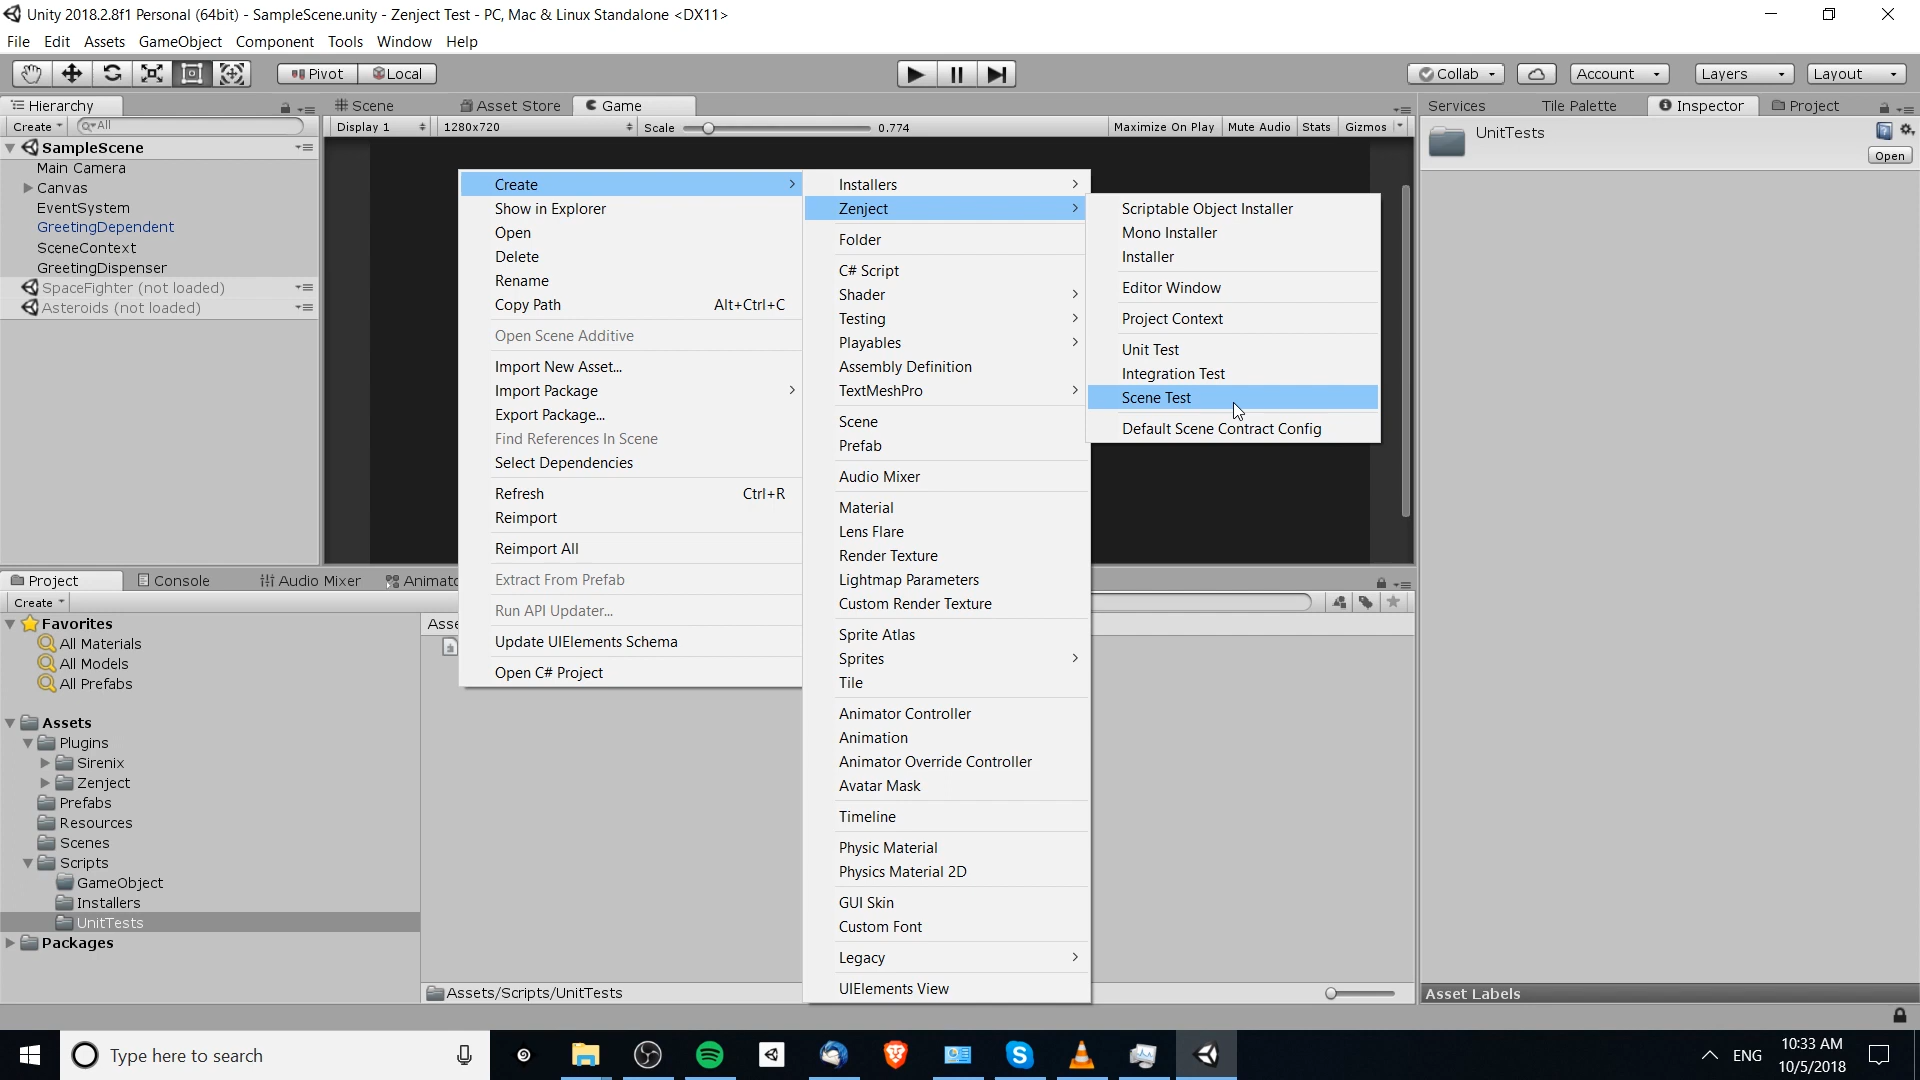 Unity 2018.2.8f1 Personal (64bit) - SampleScene.unity - Zenject Test - PC, Mac & Linux Standalone <DX11>
File Edit Assets GameObject Component Tools Window Help
Pivot Local Collab Account Layers Layout
Hierarchy Scene Asset Store Game Services Tile Palette Inspector Project
Create All Display 1 1280x720 Scale 0.774 Maximize On Play Mute Audio Stats Gizmos
UnitTests
Open
SampleScene
Main Camera
Canvas
EventSystem
GreetingDependent
SceneContext
GreetingDispenser
SpaceFighter (not loaded)
Asteroids (not loaded)
Create
Show in Explorer
Open
Delete
Rename
Copy Path Alt+Ctrl+C
Open Scene Additive
Import New Asset...
Import Package
Export Package...
Find References In Scene
Select Dependencies
Refresh Ctrl+R
Reimport
Reimport All
Extract From Prefab
Run API Updater...
Update UIElements Schema
Open C# Project
Installers
Zenject
Folder
C# Script
Shader
Testing
Playables
Assembly Definition
TextMeshPro
Scene
Prefab
Audio Mixer
Material
Lens Flare
Render Texture
Lightmap Parameters
Custom Render Texture
Sprite Atlas
Sprites
Tile
Animator Controller
Animation
Animator Override Controller
Avatar Mask
Timeline
Physic Material
Physics Material 2D
GUI Skin
Custom Font
Legacy
UIElements View
Scriptable Object Installer
Mono Installer
Installer
Editor Window
Project Context
Unit Test
Integration Test
Scene Test
Default Scene Contract Config
Project Console Audio Mixer Animato
Create
Favorites
All Materials
All Models
All Prefabs
Assets
Plugins
Sirenix
Zenject
Prefabs
Resources
Scenes
Scripts
GameObject
Installers
UnitTests
Packages
Asse
Assets/Scripts/UnitTests
Asset Labels
Type here to search
ENG
10:33 AM
10/5/2018